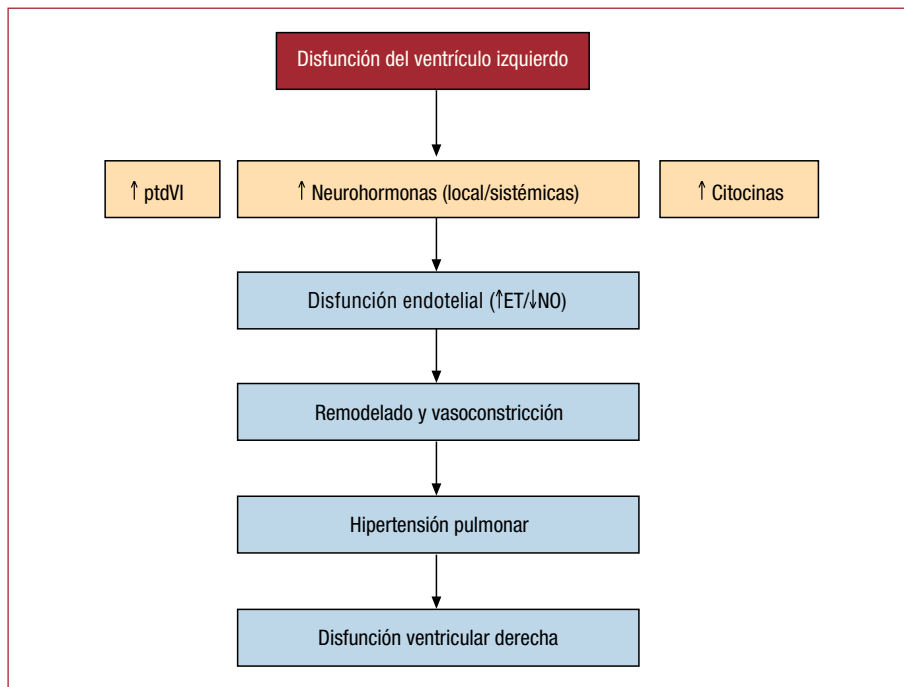 Disfunción del ventrículo izquierdo
↑ ptdVI
↑ Neurohormonas (local/sistémicas)
↑ Citocinas
Disfunción endotelial (↑ET/↓NO)
Remodelado y vasoconstricción
Hipertensión pulmonar
Disfunción ventricular derecha